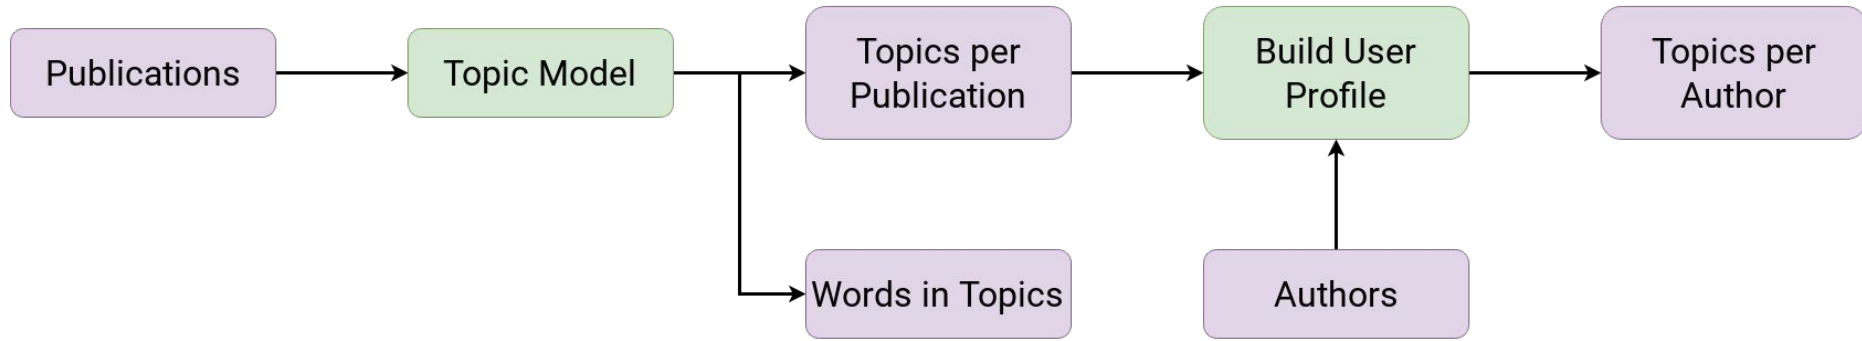 Publications
Topic Model
Topics per
Publication
Build User
Profile
Topics per
Author
Words in Topics
Authors